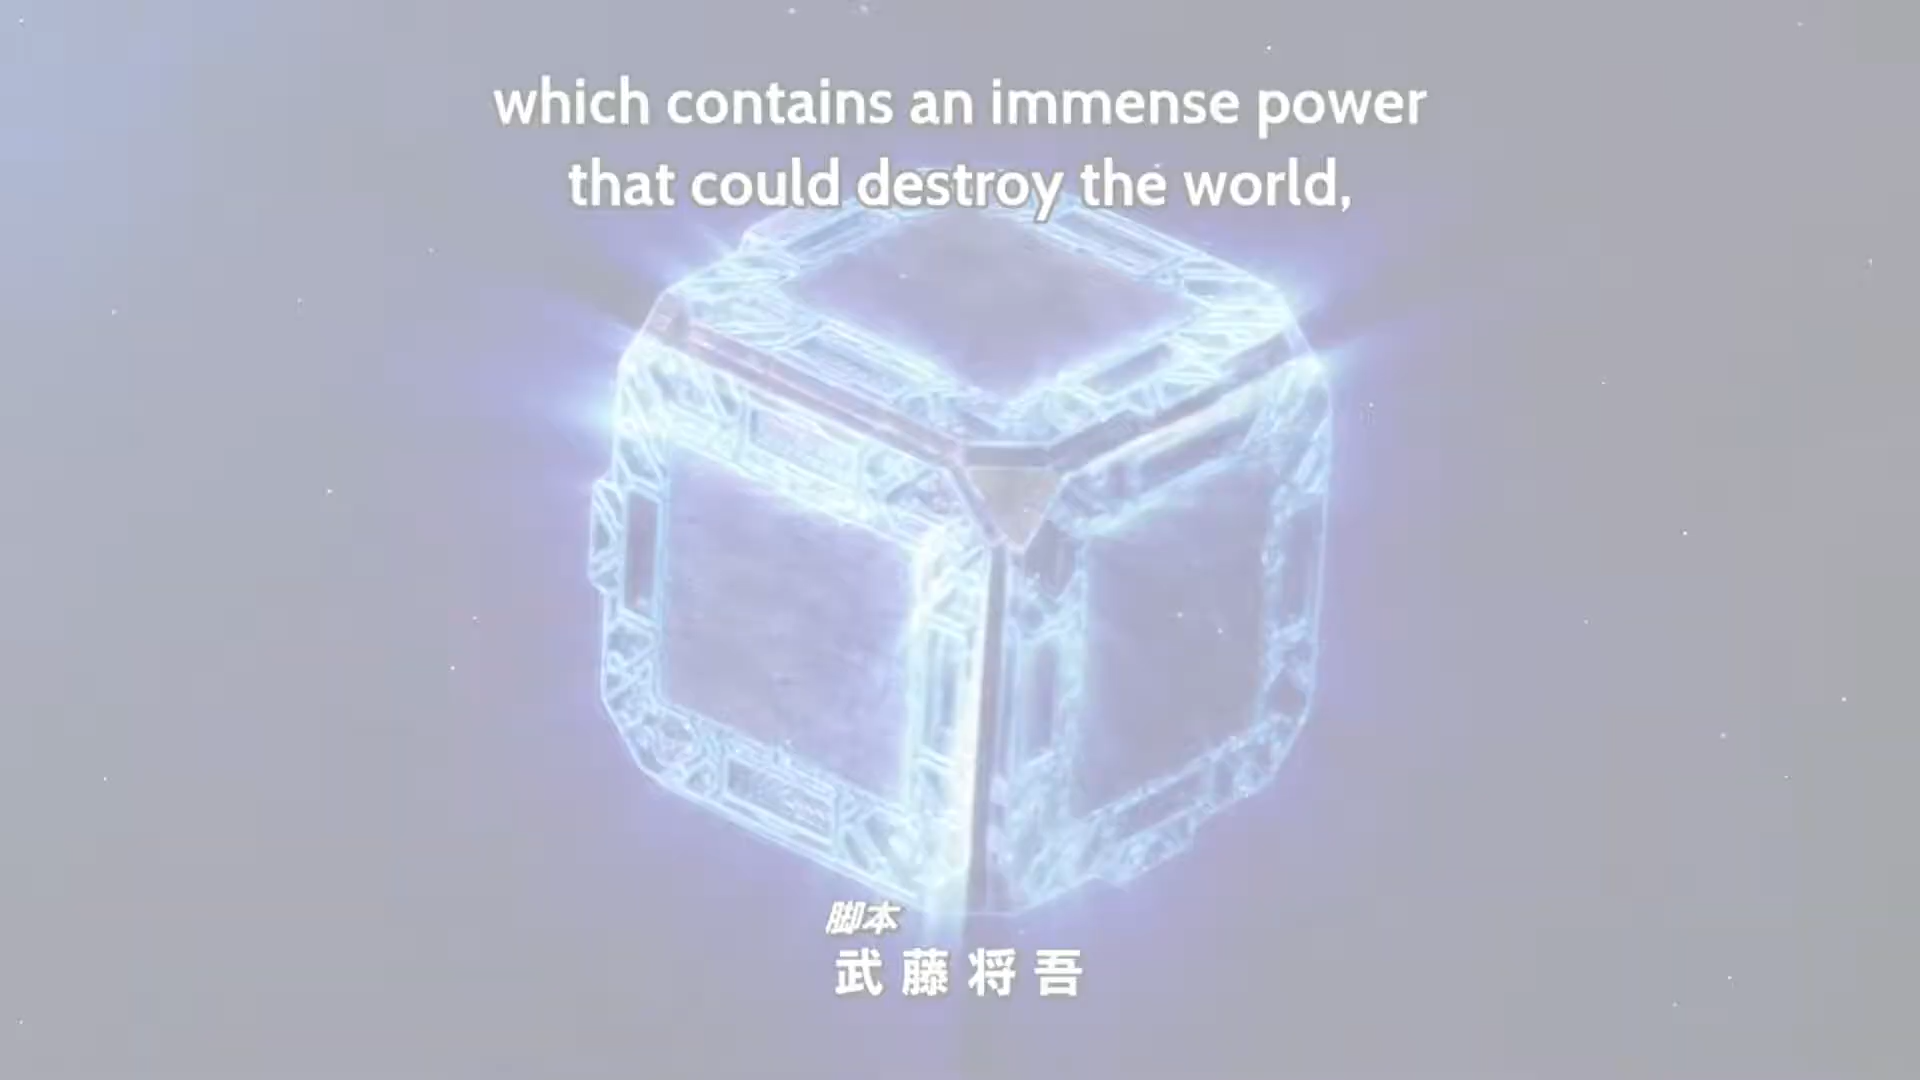 which contains an immense power
that could destroy the world,
脚本
武藤将吾